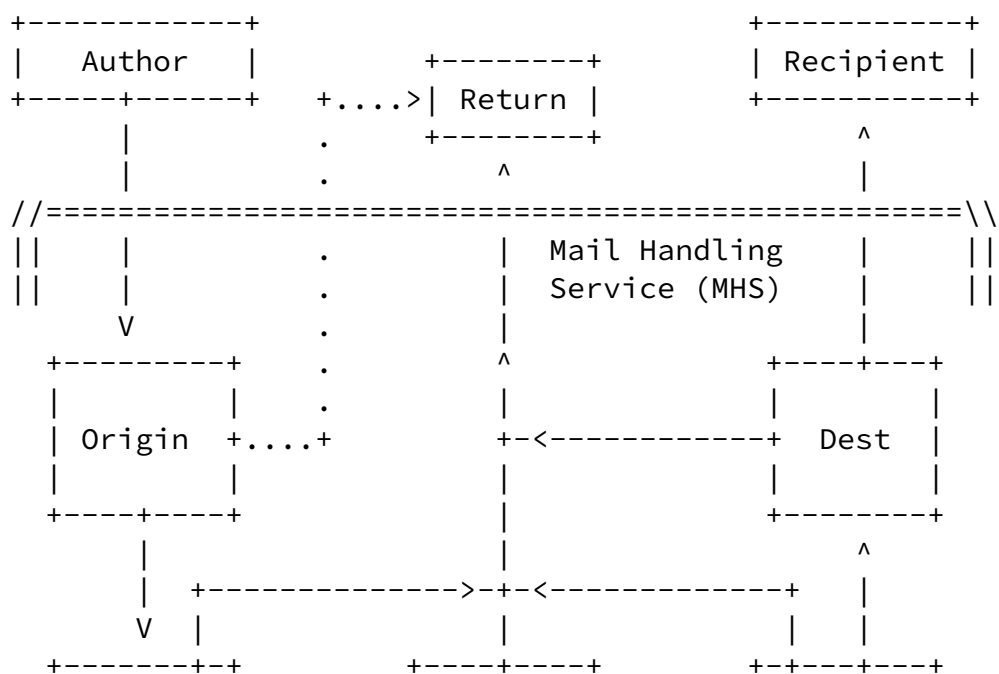 Author
Recipient
Return
Mail Handling
Service (MHS)
Origin
Dest